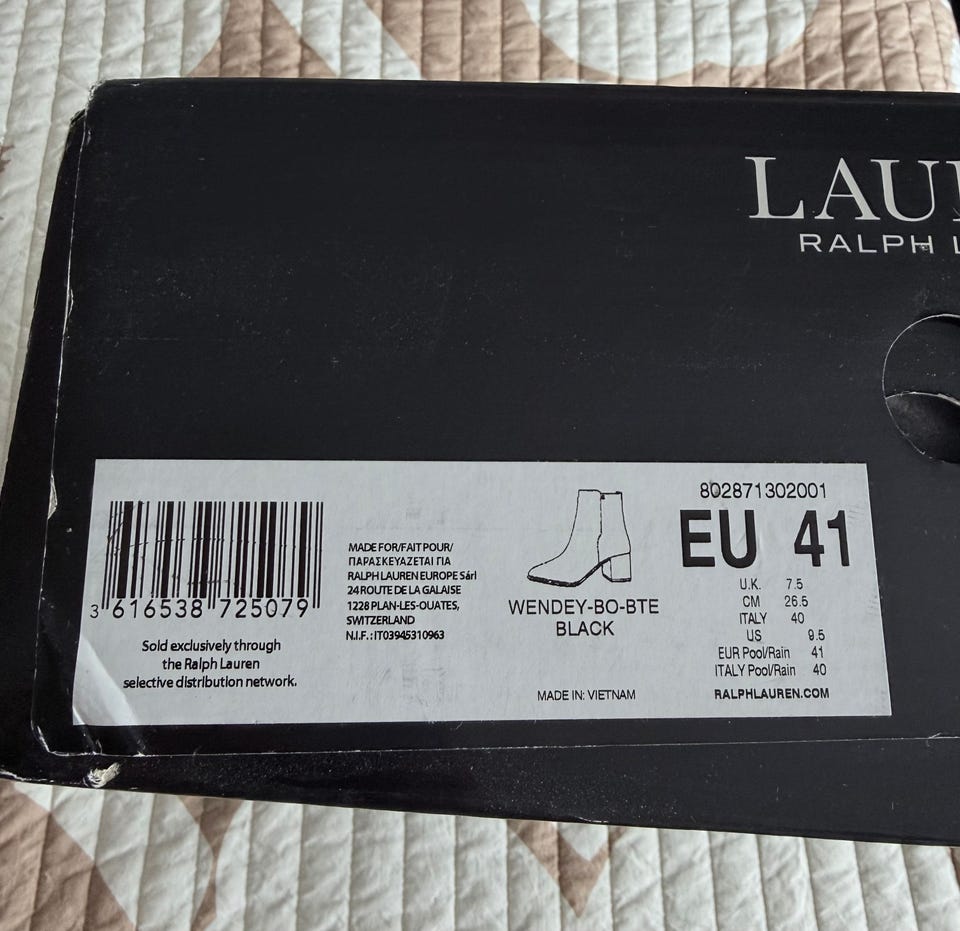 LAU
RALPH L
3 616538 725079
Sold exclusively through
the Ralph Lauren
selective distribution network.
MADE FOR/FAIT POUR/
ΠΑΡΑΣΚΕΥΑΖΕΤΑΙ ΓΙΑ
RALPH LAUREN EUROPE Sárl
24 ROUTE DE LA GALAISE
1228 PLAN-LES-OUATES,
SWITZERLAND
N.I.F.: IT03945310963
WENDEY-BO-BTE
BLACK
MADE IN: VIETNAM
802871302001
EU 41
U.K. 7.5
CM 26.5
ITALY 40
US 9.5
EUR Pool/Rain 41
ITALY Pool/Rain 40
RALPHLAUREN.COM